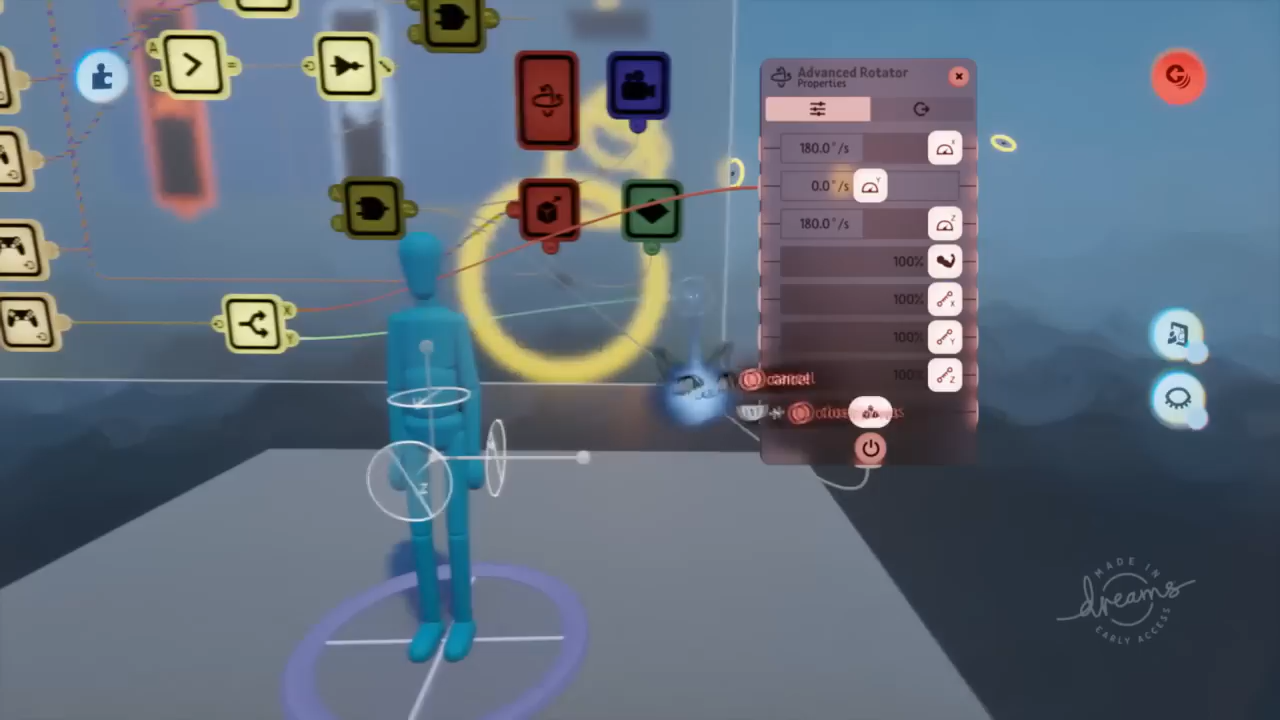 A
B
=
Advanced Rotator
Properties
180.0°/s
X
0.0°/s
Y
180.0°/s
Z
100%
100%
X
100%
Y
100%
Z
X
Y
cancel
MADE IN
dreams
EARLY ACCESS